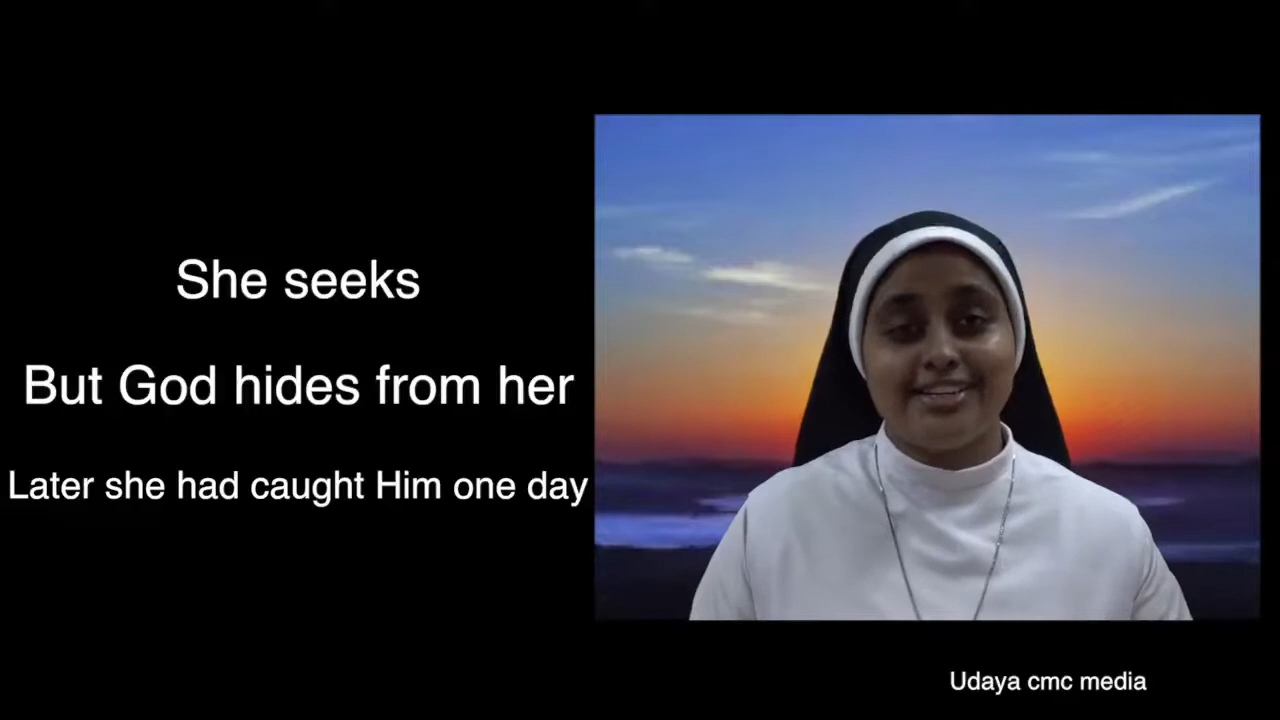 She seeks
But God hides from her
Later she had caught Him one day
Udaya cmc media